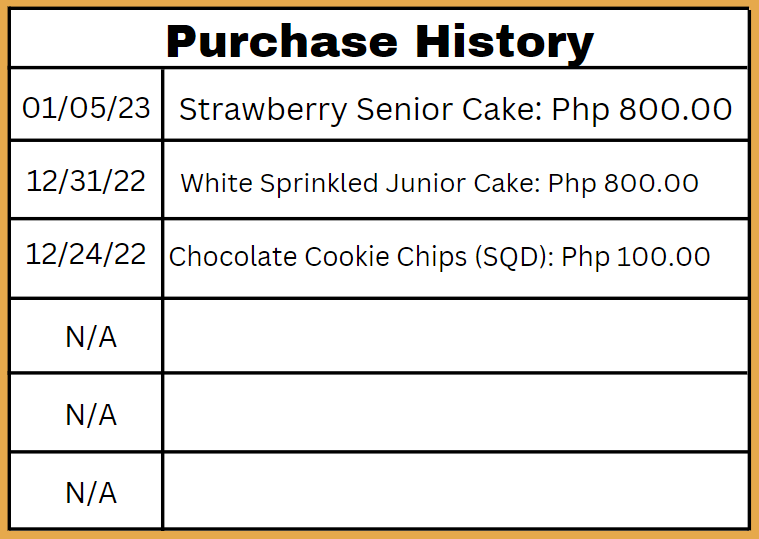 Purchase History
01/05/23 Strawberry Senior Cake: Php 800.00
12/31/22 White Sprinkled Junior Cake: Php 800.00
12/24/22 Chocolate Cookie Chips (SQD): Php 100.00
N/A
N/A
N/A